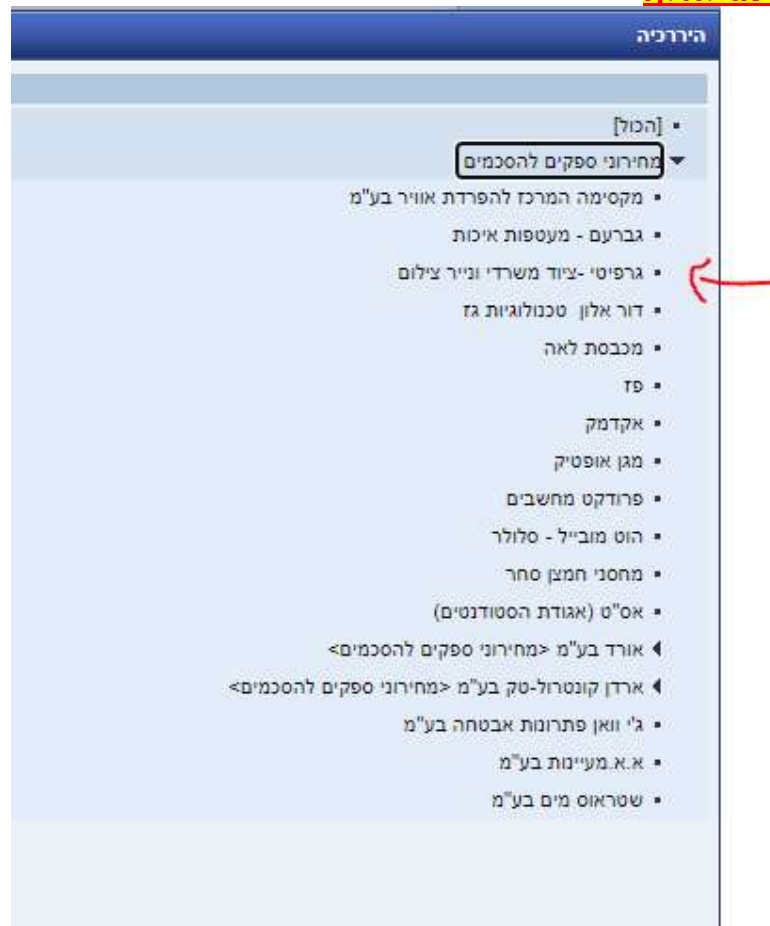 היררכיה
[הכול]
מחירוני ספקים להסכמים
מקסימה המרכז להפרדת אוויר בע"מ
גברעם - מעטפות איכות
גרפיטי -ציוד משרדי ונייר צילום
דור אלון טכנולוגיות גז
מכבסת לאה
פז
אקדמק
מגן אופטיק
פרודקט מחשבים
הוט מובייל - סלולר
מחסני חמצן סחר
אס"ט (אגודת הסטודנטים)
אורד בע"מ <מחירוני ספקים להסכמים>
ארדן קונטרול-טק בע"מ <מחירוני ספקים להסכמים>
ג'י וואן פתרונות אבטחה בע"מ
א.א.מעיינות בע"מ
שטראוס מים בע"מ